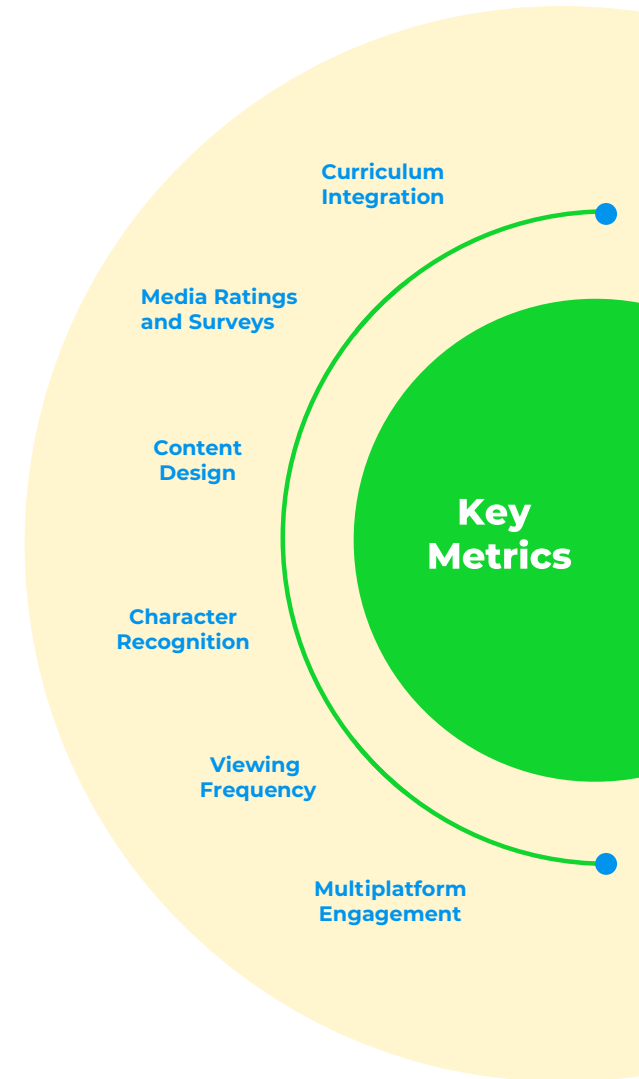 Curriculum
Integration
Media Ratings
and Surveys
Content
Design
Key
Metrics
Character
Recognition
Viewing
Frequency
Multiplatform
Engagement